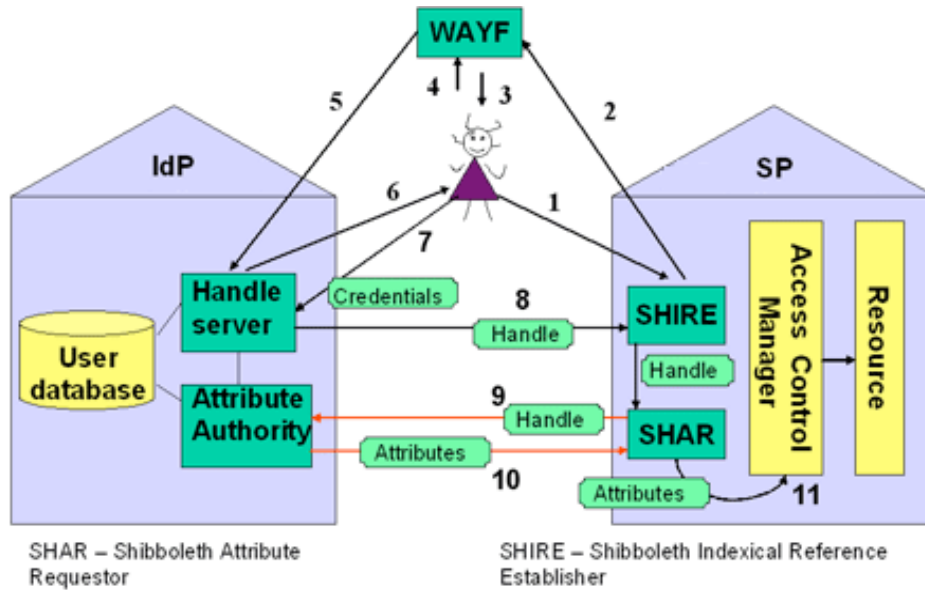 WAYF
4
3
5
2
IdP
SP
6
1
7
Handle
server
Credentials
8
Handle
SHIRE
Access Control
Manager
Resource
User
database
Handle
Attribute
Authority
9
Handle
SHAR
Attributes
10
Attributes
11
SHAR – Shibboleth Attribute
Requestor
SHIRE – Shibboleth Indexical Reference
Establisher